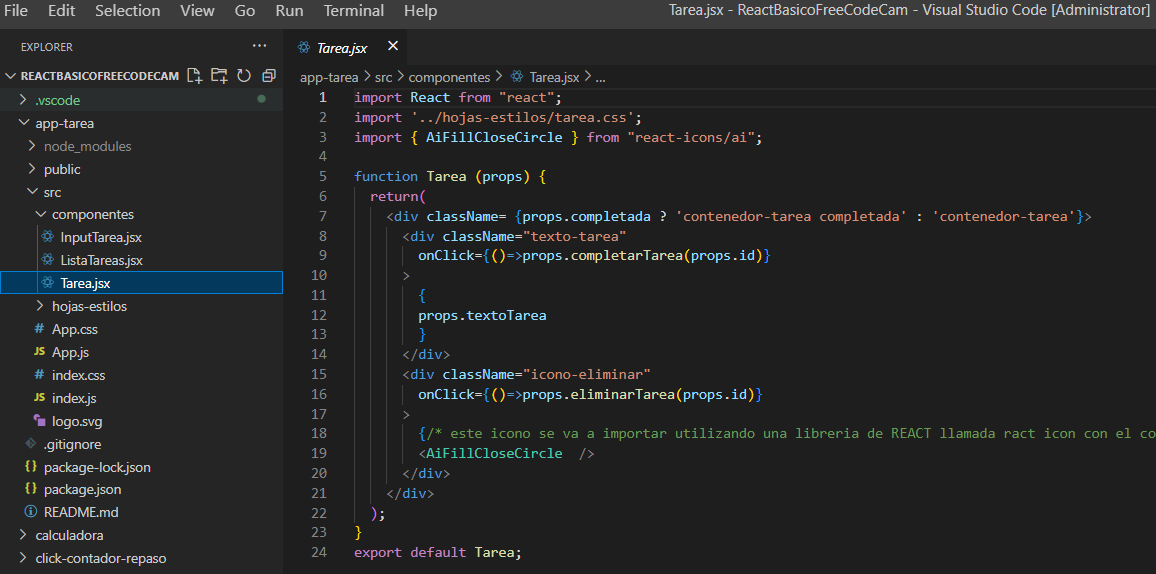 File Edit Selection View Go Run Terminal Help Tarea.jsx - ReactBasicoFreeCodeCam - Visual Studio Code [Administrator]
EXPLORER ...
REACTBASICOFREECODECAM
.vscode
app-tarea
node_modules
public
src
componentes
InputTarea.jsx
ListaTareas.jsx
Tarea.jsx
hojas-estilos
App.css
JS App.js
index.css
JS index.js
logo.svg
.gitignore
package-lock.json
package.json
README.md
calculadora
click-contador-repaso
Tarea.jsx
app-tarea > src > componentes > Tarea.jsx > ...
1 import React from "react";
2 import '../hojas-estilos/tarea.css';
3 import { AiFillCloseCircle } from "react-icons/ai";
4
5 function Tarea (props) {
6 return(
7 <div className= {props.completada ? 'contenedor-tarea completada' : 'contenedor-tarea'}>
8 <div className="texto-tarea"
9 onClick={()=>props.completarTarea(props.id)}
10 >
11 {
12 props.textoTarea
13 }
14 </div>
15 <div className="icono-eliminar"
16 onClick={()=>props.eliminarTarea(props.id)}
17 >
18 {/* este icono se va a importar utilizando una libreria de REACT llamada ract icon con el co
19 <AiFillCloseCircle />
20 </div>
21 </div>
22 );
23 }
24 export default Tarea;